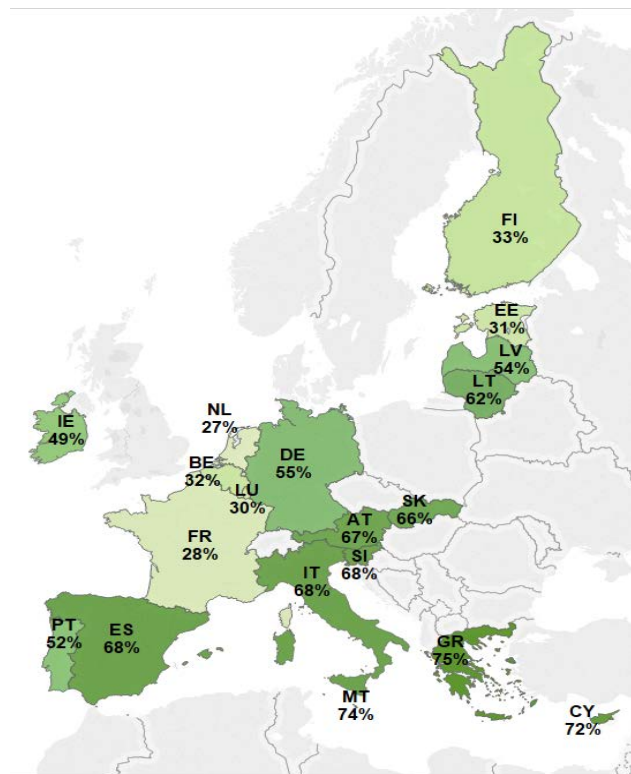 FI
33%
EE
31%
LV
54%
LT
62%
IE
49%
NL
27%
DE
55%
BE
32%
LU
30%
FR
28%
SK
66%
AT
67%
SI
68%
IT
68%
PT
52%
ES
68%
GR
75%
MT
74%
CY
72%